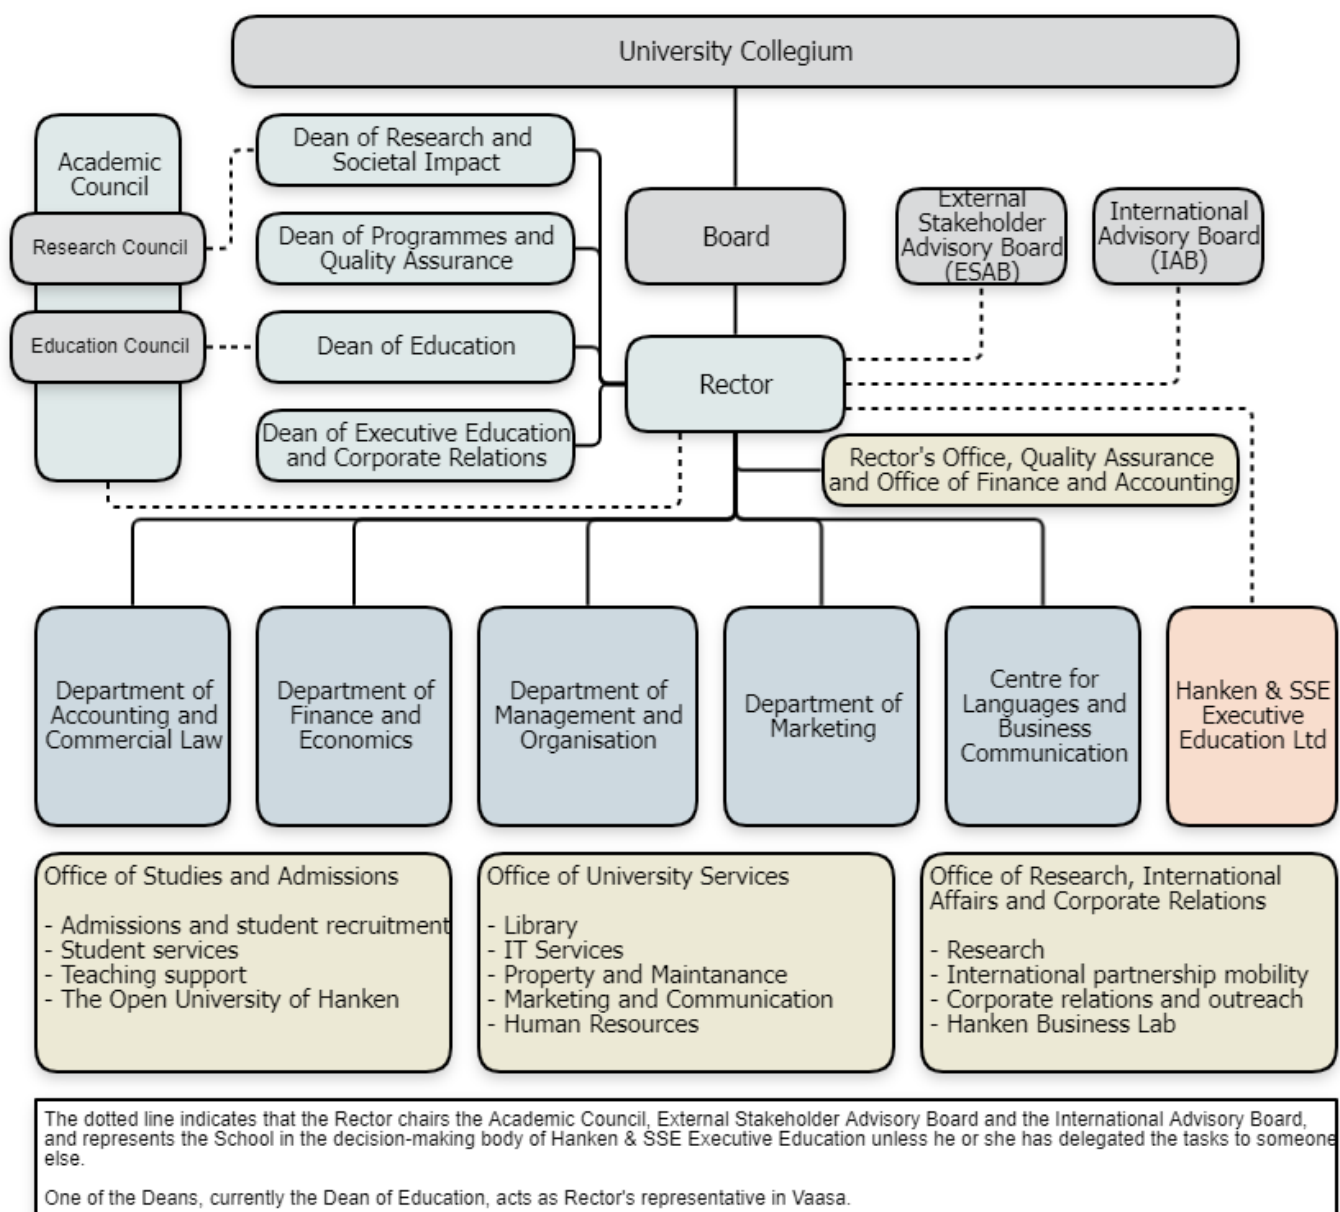 University Collegium
Academic
Council
Research Council
Education Council
Dean of Research and
Societal Impact
Dean of Programmes and
Quality Assurance
Dean of Education
Dean of Executive Education
and Corporate Relations
Board
External
Stakeholder
Advisory Board
(ESAB)
International
Advisory Board
(IAB)
Rector
Rector's Office, Quality Assurance
and Office of Finance and Accounting
Department of
Accounting and
Commercial Law
Department of
Finance and
Economics
Department of
Management and
Organisation
Department of
Marketing
Centre for
Languages and
Business
Communication
Hanken & SSE
Executive
Education Ltd
Office of Studies and Admissions
- Admissions and student recruitment
- Student services
- Teaching support
- The Open University of Hanken
Office of University Services
- Library
- IT Services
- Property and Maintanance
- Marketing and Communication
- Human Resources
Office of Research, International
Affairs and Corporate Relations
- Research
- International partnership mobility
- Corporate relations and outreach
- Hanken Business Lab
The dotted line indicates that the Rector chairs the Academic Council, External Stakeholder Advisory Board and the International Advisory Board,
and represents the School in the decision-making body of Hanken & SSE Executive Education unless he or she has delegated the tasks to someone
else.
One of the Deans, currently the Dean of Education, acts as Rector's representative in Vaasa.